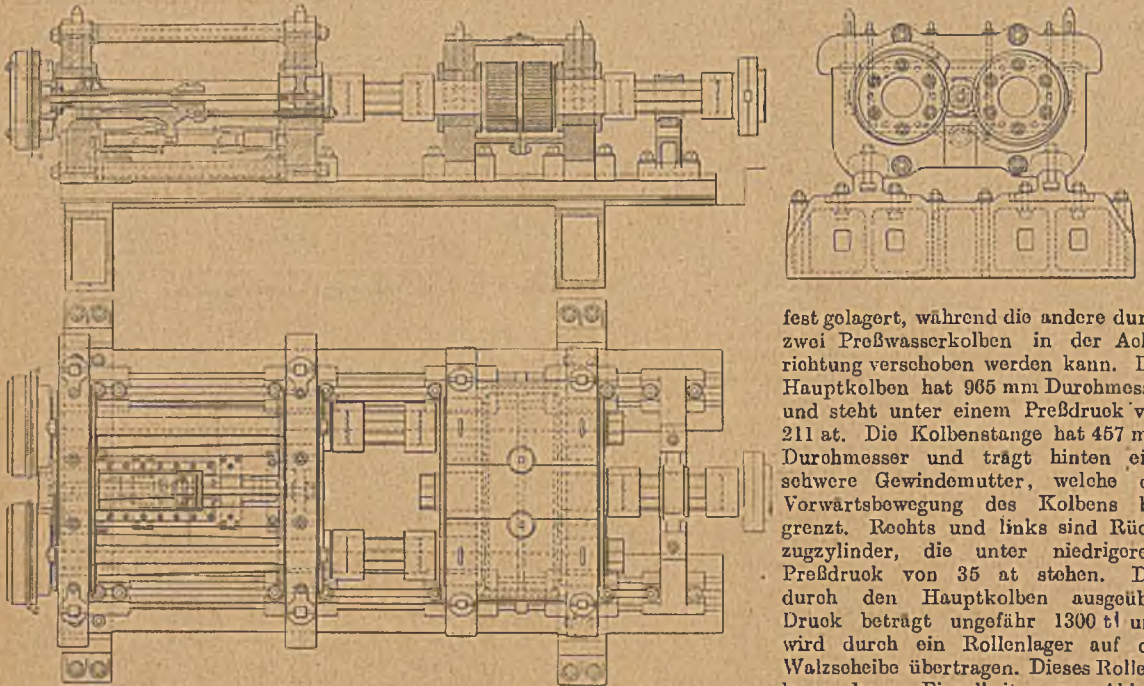 fest gelagert, während die andere dur
zwei Preßwasserkolben in der Ach
richtung verschoben werden kann. D
Hauptkolben hat 965 mm Durchmess
und steht unter einem Preßdruck v
211 at. Die Kolbenstange hat 457 m
Durchmesser und trägt hinten ei
schwere Gewindemutter, welche d
Vorwärtsbewegung des Kolbens b
grenzt. Rechts und links sind Rüc
zugzylinder, die unter niedrigere
Preßdruck von 35 at stehen. D
durch den Hauptkolben ausgeüb
Druck beträgt ungefähr 1300 t un
wird durch ein Rollenlager auf d
Walzscheibe übertragen. Dieses Rolle